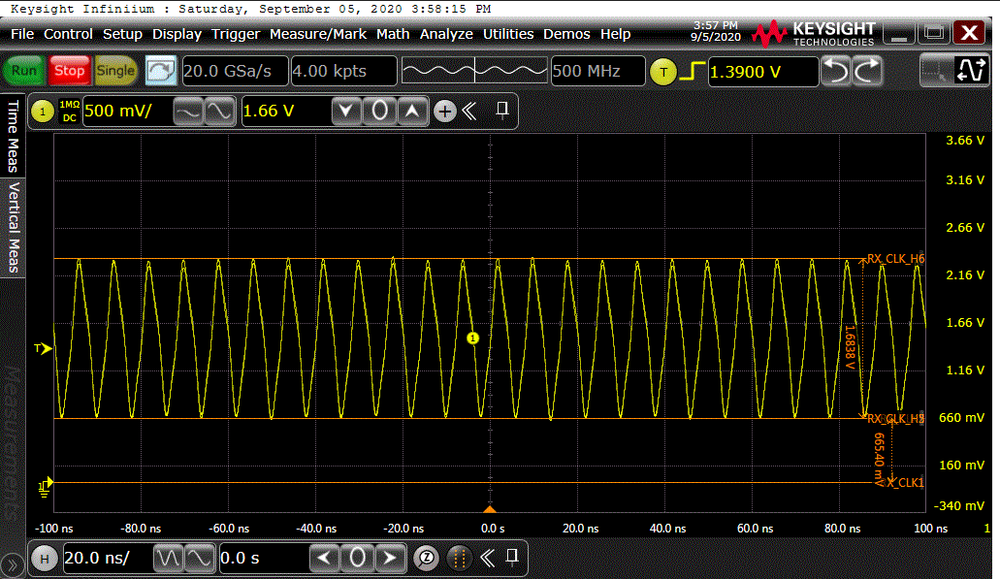 Keysight Infiniium : Saturday, September 05, 2020 3:58:15 PM
File Control Setup Display Trigger Measure/Mark Math Analyze Utilities Demos Help
3:57 PM
9/5/2020
KEYSIGHT
TECHNOLOGIES
Run Stop Single 20.0 GSa/s 4.00 kpts 500 MHz T 1.3900 V
1 1MΩ DC 500 mV/ 1.66 V 0
Time Meas
Vertical Meas
Measurements
3.66 V
3.16 V
2.66 V
RX_CLK_H6
2.16 V
1.66 V
1
T
1.6838 V
1.16 V
660 mV
665.40 mV
160 mV
X_CLK1
1
-340 mV
-100 ns -80.0 ns -60.0 ns -40.0 ns -20.0 ns 0.0 s 20.0 ns 40.0 ns 60.0 ns 80.0 ns 100 ns 1
H 20.0 ns/ 0.0 s 0 Z